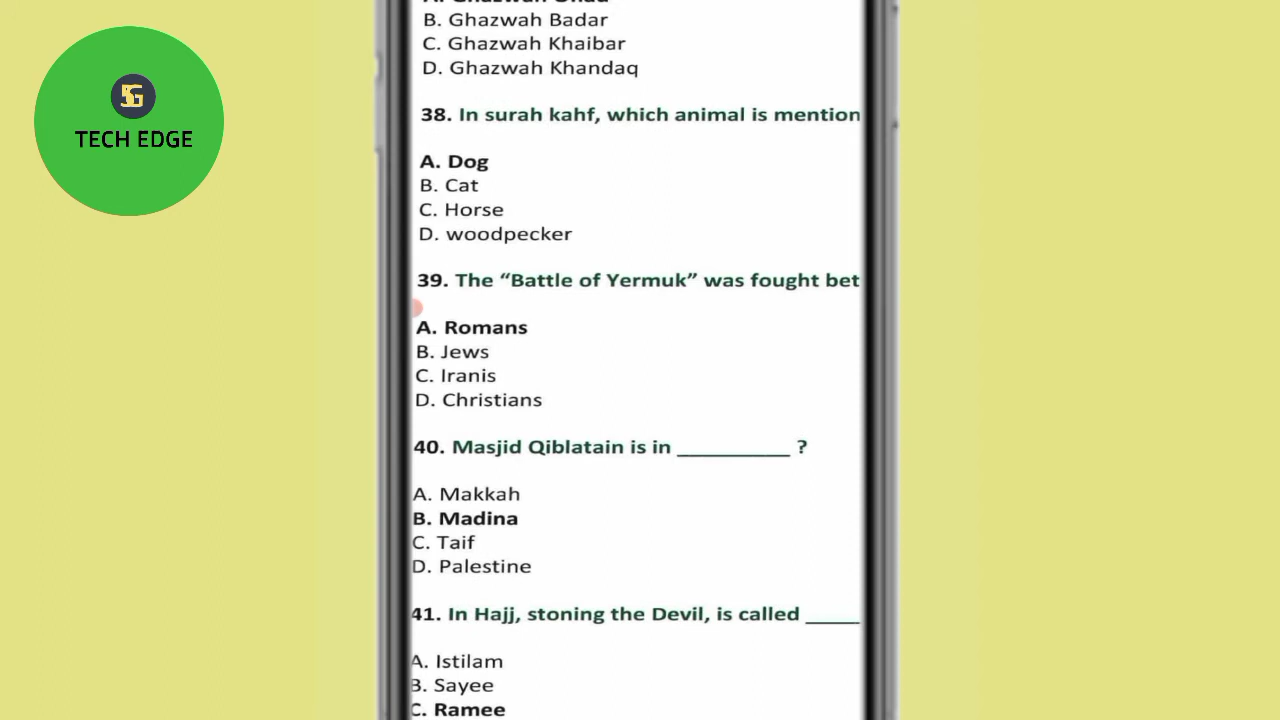 5G
TECH EDGE
B. Ghazwah Badar
C. Ghazwah Khaibar
D. Ghazwah Khandaq
38. In surah kahf, which animal is mention
A. Dog
B. Cat
C. Horse
D. woodpecker
39. The “Battle of Yermuk” was fought bet
A. Romans
B. Jews
C. Iranis
D. Christians
40. Masjid Qiblatain is in __________ ?
A. Makkah
B. Madina
C. Taif
D. Palestine
41. In Hajj, stoning the Devil, is called _____
A. Istilam
B. Sayee
C. Ramee